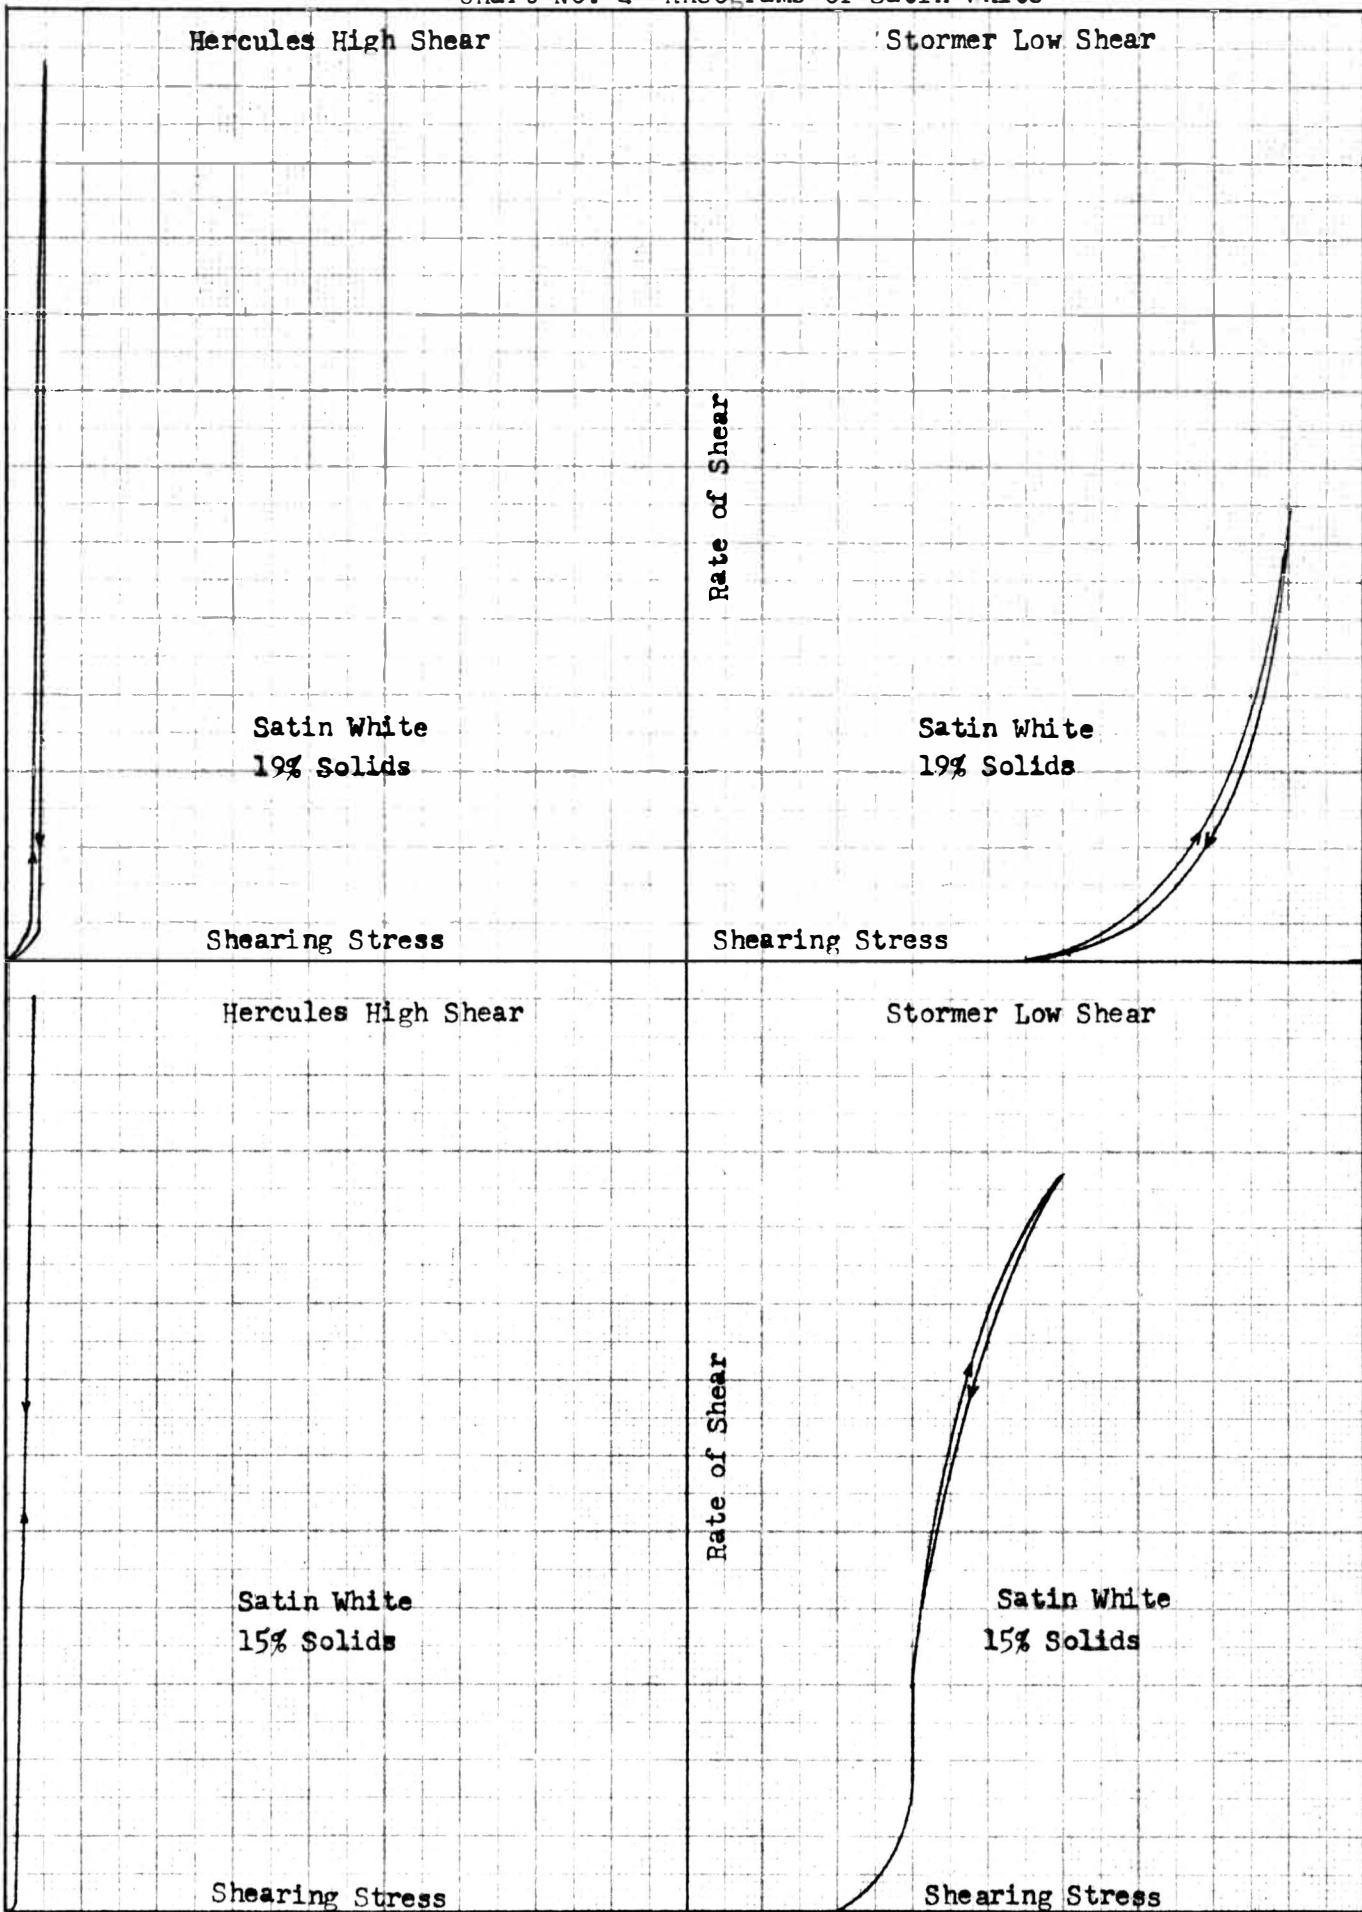 Hercules High Shear
Stormer Low Shear
Rate of Shear
Satin White
19% Solids
Satin White
19% Solids
Shearing Stress
Shearing Stress
Hercules High Shear
Stormer Low Shear
Rate of Shear
Satin White
15% Solids
Satin White
15% Solids
Shearing Stress
Shearing Stress